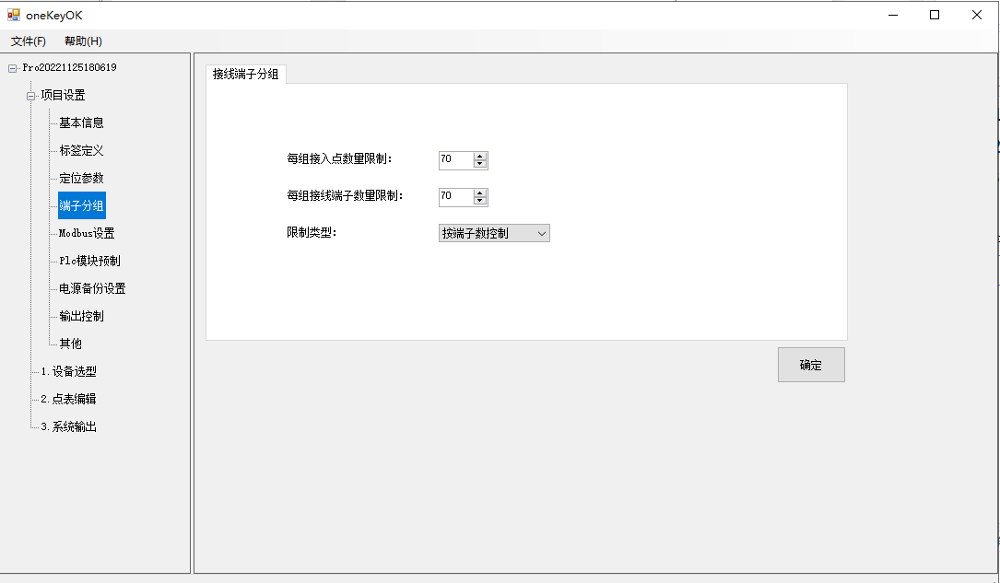 oneKeyOK
文件(F) 帮助(H)
Pro20221125180619
项目设置
基本信息
标签定义
定位参数
端子分组
Modbus设置
Plc模块预制
电源备份设置
输出控制
其他
1.设备选型
2.点表编辑
3.系统输出
接线端子分组
每组接入点数量限制： 70
每组接线端子数量限制： 70
限制类型： 按端子数控制
确定